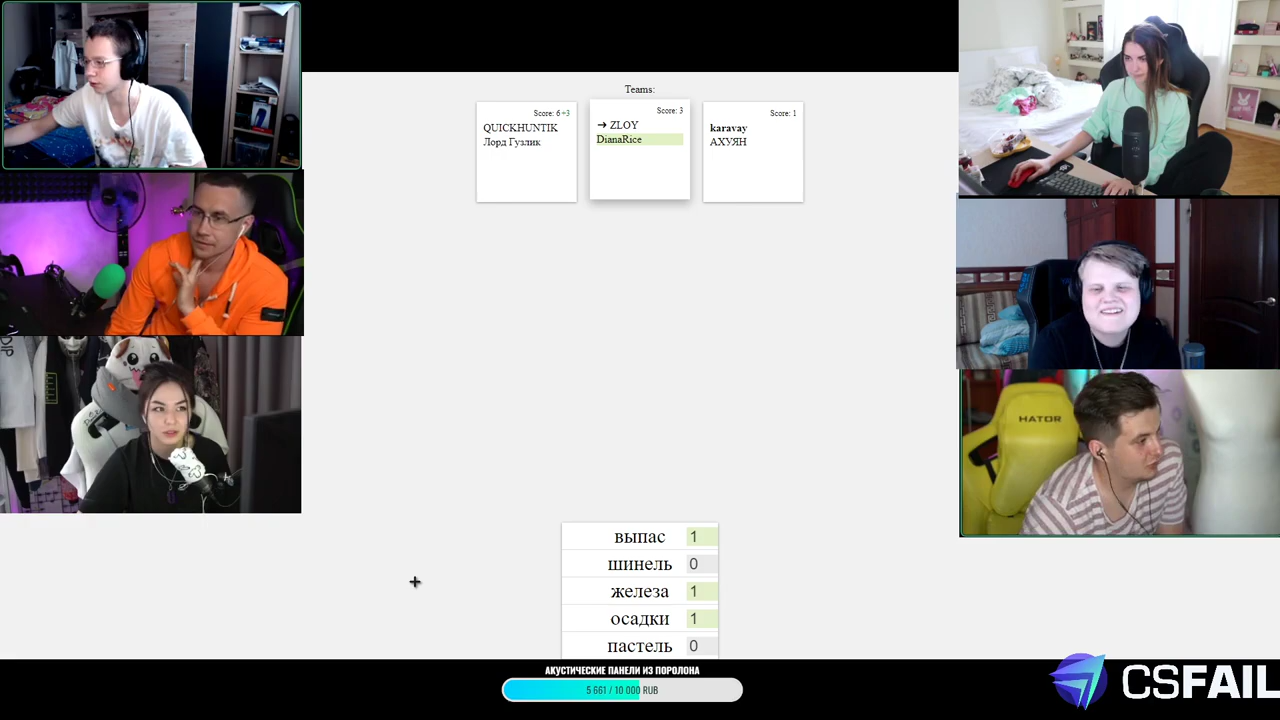 Teams:
Score: 6 +3
QUICKHUNTIK
Лорд Гузлик
Score: 3
➔ ZLOY
DianaRice
Score: 1
karavay
АХУЯН
HATOR
выпас 1
шинель 0
железа 1
осадки 1
пастель 0
АКУСТИЧЕСКИЕ ПАНЕЛИ ИЗ ПОРОЛОНА
5 661 / 10 000 RUB
CSFAIL